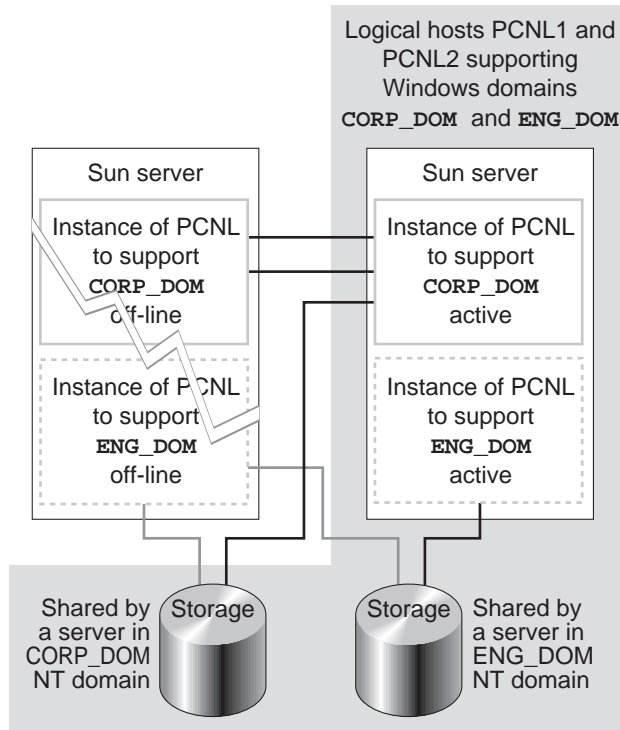 Logical hosts PCNL1 and
PCNL2 supporting
Windows domains
CORP_DOM and ENG_DOM
Sun server
Instance of PCNL
to support
CORP_DOM
off-line
Instance of PCNL
to support
ENG_DOM
off-line
Sun server
Instance of PCNL
to support
CORP_DOM
active
Instance of PCNL
to support
ENG_DOM
active
Shared by
a server in
CORP_DOM
NT domain
Storage
Storage
Shared by
a server in
ENG_DOM
NT domain